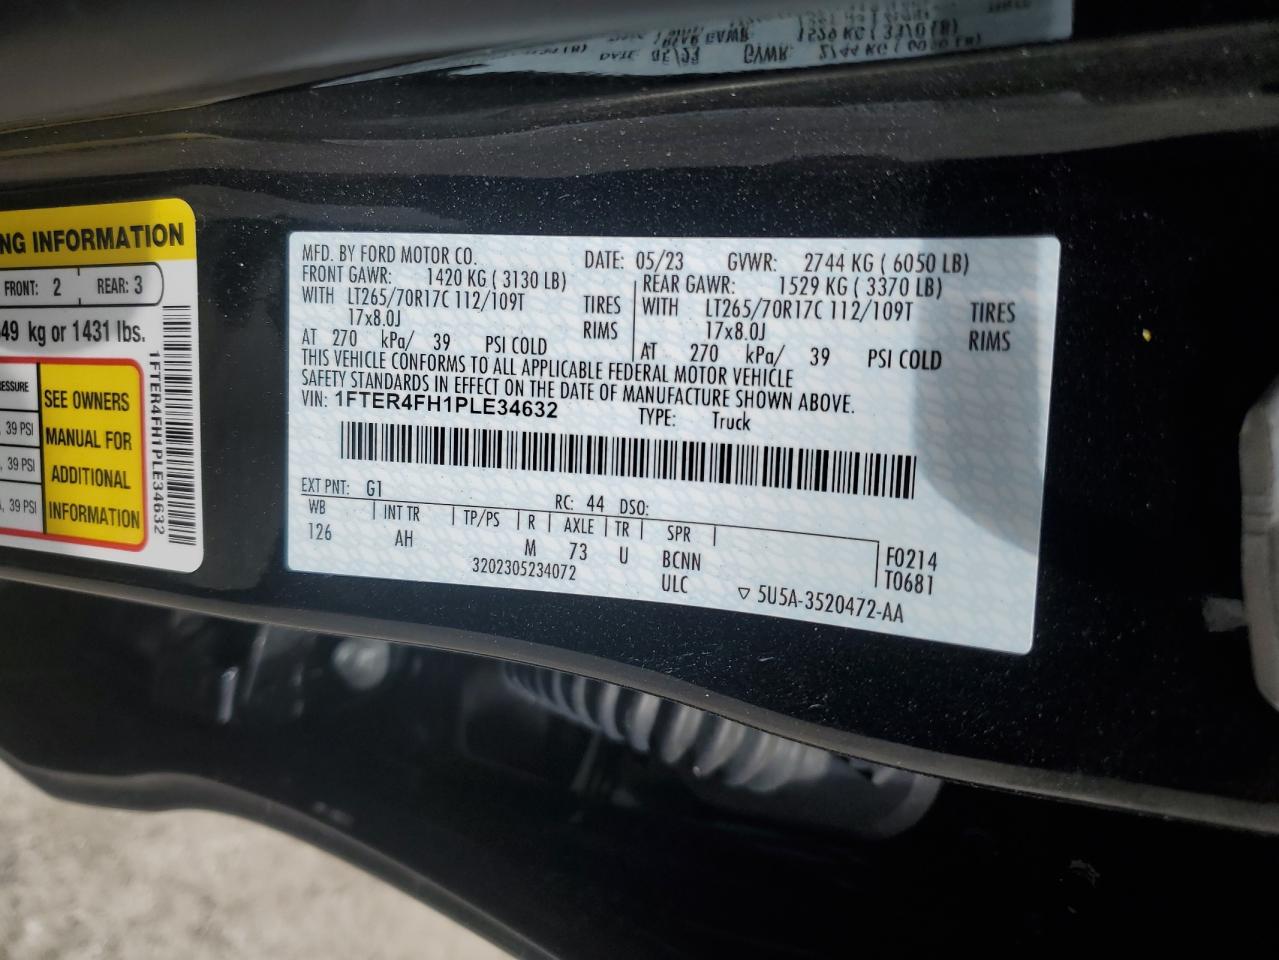 NG INFORMATION
FRONT: 2 REAR: 3
kg or 1431 lbs.
SEE OWNERS
, 39 PSI MANUAL FOR
, 39 PSI ADDITIONAL
, 39 PSI INFORMATION
1FTER4FH1PLE34632
MFD. BY FORD MOTOR CO. DATE: 05/23 GVWR: 2744 KG ( 6050 LB)
FRONT GAWR: 1420 KG ( 3130 LB) REAR GAWR: 1529 KG ( 3370 LB)
WITH LT265/70R17C 112/109T TIRES WITH LT265/70R17C 112/109T TIRES
17x8.0J RIMS 17x8.0J RIMS
AT 270 kPa/ 39 PSI COLD AT 270 kPa/ 39 PSI COLD
THIS VEHICLE CONFORMS TO ALL APPLICABLE FEDERAL MOTOR VEHICLE
SAFETY STANDARDS IN EFFECT ON THE DATE OF MANUFACTURE SHOWN ABOVE.
VIN: 1FTER4FH1PLE34632 TYPE: Truck
EXT PNT: G1 RC: 44 DSO:
WB INT TR TP/PS R AXLE TR SPR
126 AH M 73 U BCNN F0214
3202305234072 ULC T0681
▽ 5U5A-3520472-AA